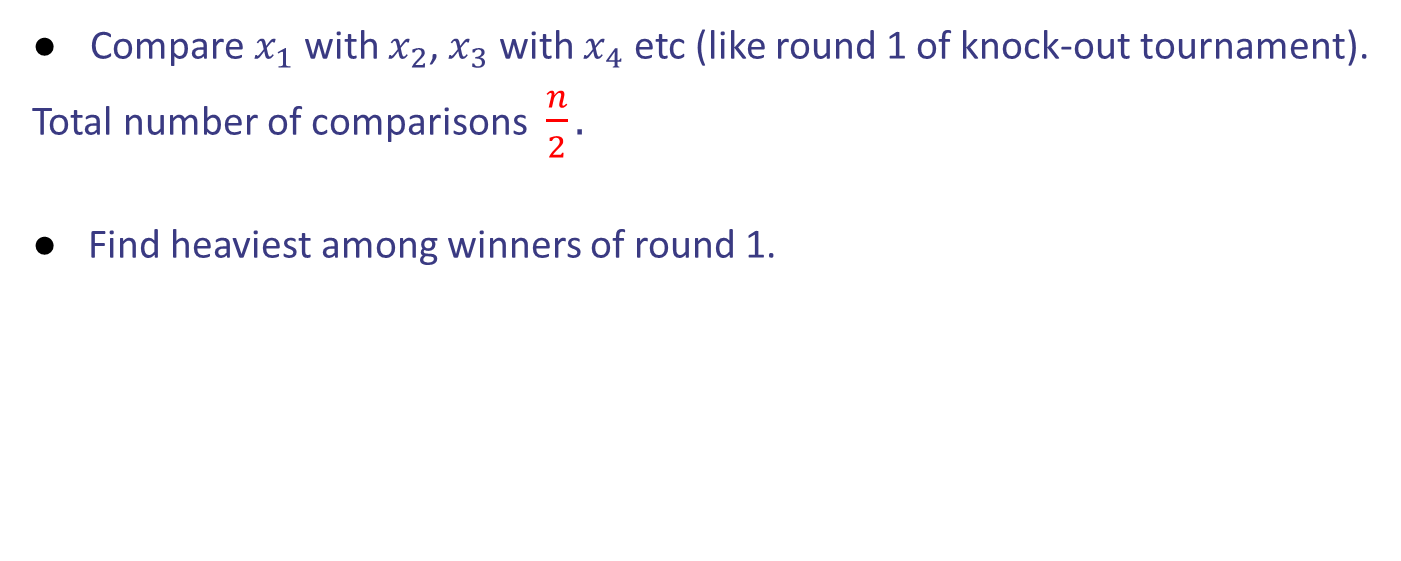 ● Compare x₁ with x₂, x₃ with x₄ etc (like round 1 of knock-out tournament).
Total number of comparisons n/2.
● Find heaviest among winners of round 1.